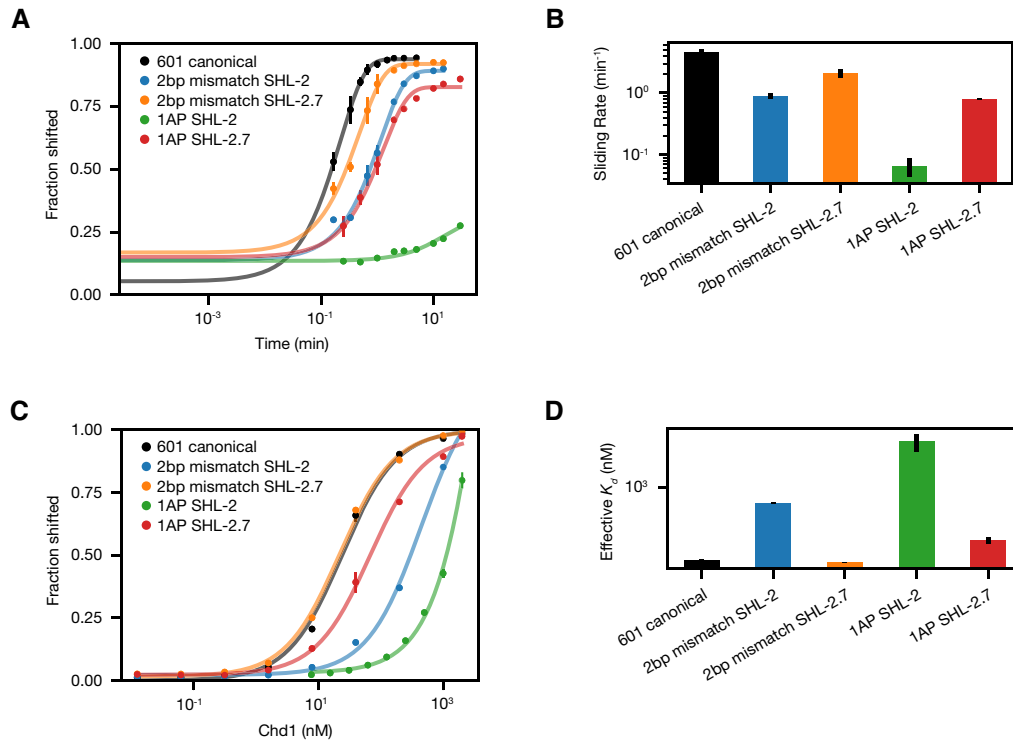 A
1.00
0.75
0.50
0.25
0.00
Fraction shifted
601 canonical
2bp mismatch SHL-2
2bp mismatch SHL-2.7
1AP SHL-2
1AP SHL-2.7
10-3
10-1
101
Time (min)
B
Sliding Rate (min-1)
100
10-1
601 canonical
2bp mismatch SHL-2
2bp mismatch SHL-2.7
1AP SHL-2
1AP SHL-2.7
C
1.00
0.75
0.50
0.25
0.00
Fraction shifted
601 canonical
2bp mismatch SHL-2
2bp mismatch SHL-2.7
1AP SHL-2
1AP SHL-2.7
10-1
101
103
Chd1 (nM)
D
Effective Kd (nM)
103
601 canonical
2bp mismatch SHL-2
2bp mismatch SHL-2.7
1AP SHL-2
1AP SHL-2.7